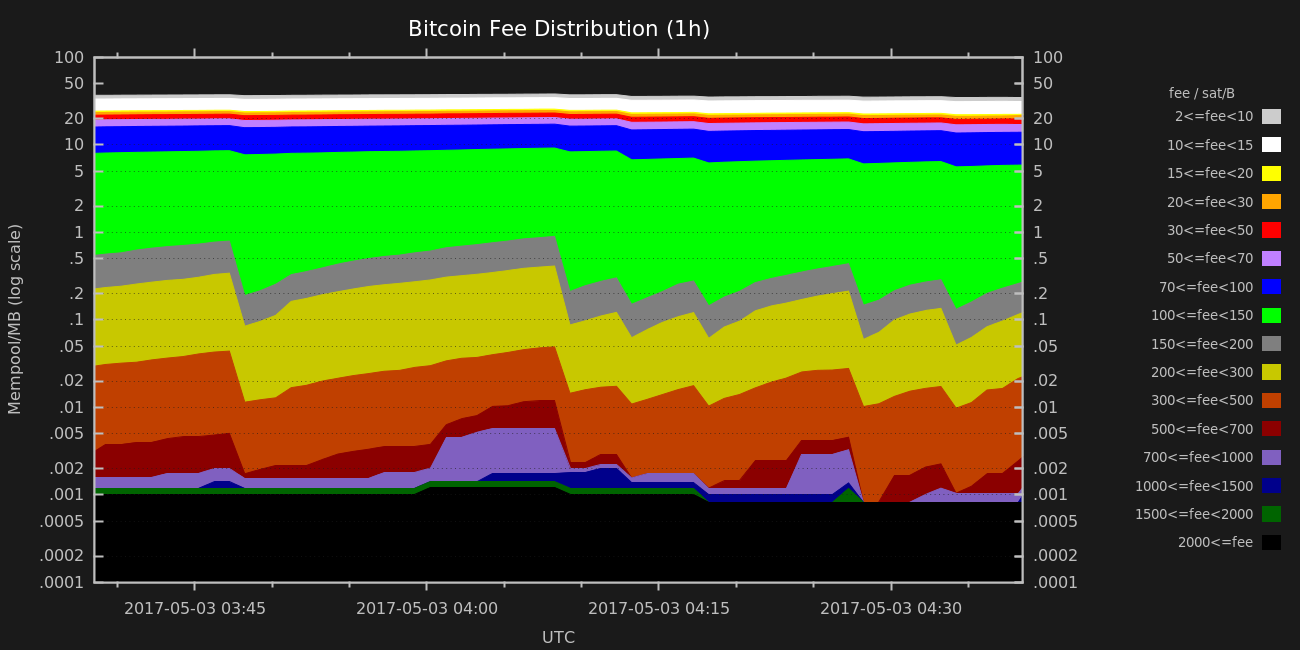 Bitcoin Fee Distribution (1h)
100 100
50 50
20 20
10 10
5 5
2 2
1 1
.5 .5
.2 .2
.1 .1
.05 .05
.02 .02
.01 .01
.005 .005
.002 .002
.001 .001
.0005 .0005
.0002 .0002
.0001 .0001
Mempool/MB (log scale)
2017-05-03 03:45 2017-05-03 04:00 2017-05-03 04:15 2017-05-03 04:30
UTC
fee / sat/B
2<=fee<10
10<=fee<15
15<=fee<20
20<=fee<30
30<=fee<50
50<=fee<70
70<=fee<100
100<=fee<150
150<=fee<200
200<=fee<300
300<=fee<500
500<=fee<700
700<=fee<1000
1000<=fee<1500
1500<=fee<2000
2000<=fee